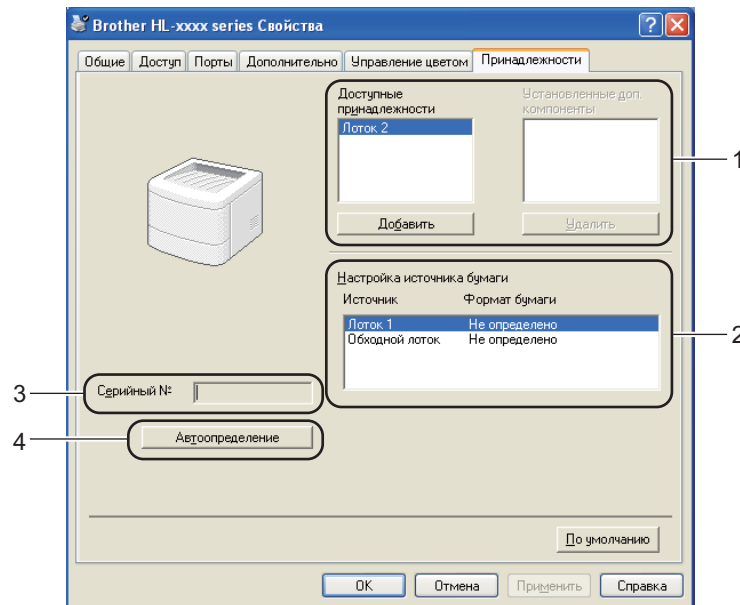 Brother HL-xxxx series Свойства
Общие Доступ Порты Дополнительно Управление цветом Принадлежности
Доступные принадлежности
Лоток 2
Добавить
Установленные доп. компоненты
Удалить
1
Настройка источника бумаги
Источник Формат бумаги
Лоток 1 Не определено
Обходной лоток Не определено
2
3
Серийный №
4
Автоопределение
По умолчанию
OK Отмена Применить Справка